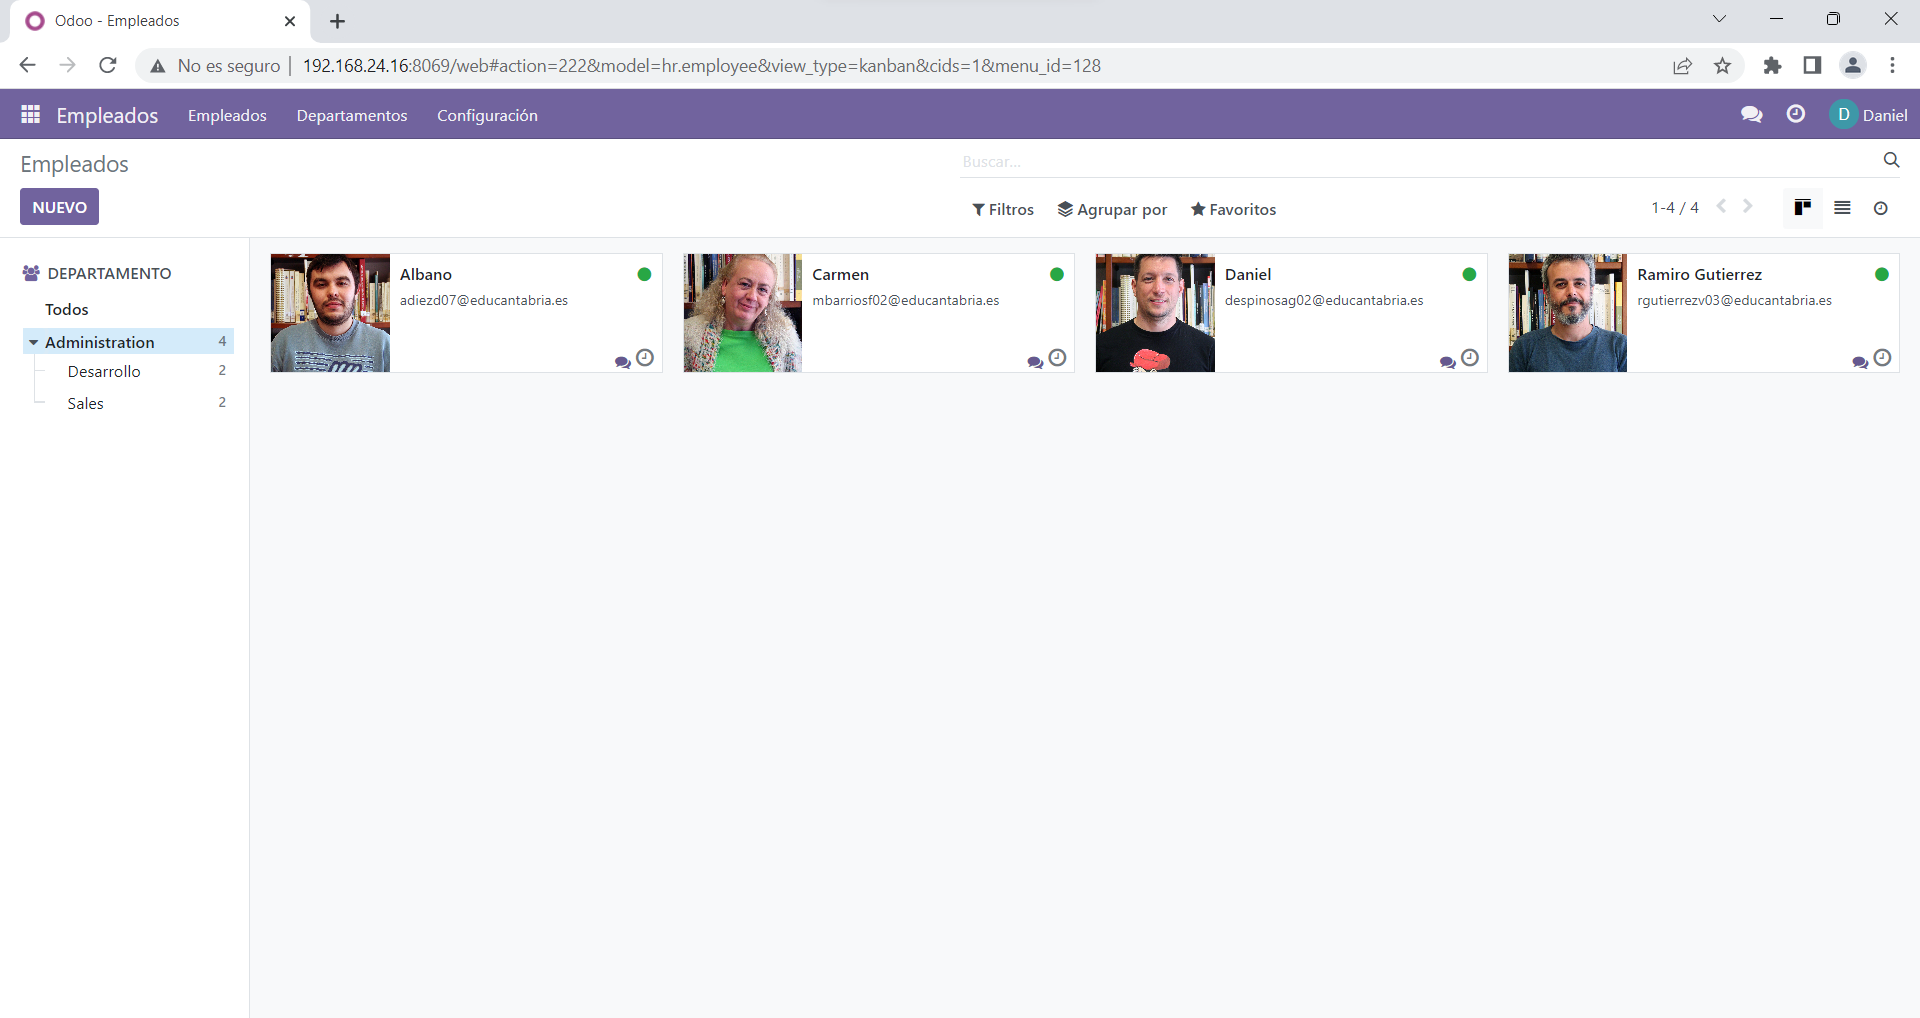 Odoo - Empleados
No es seguro 192.168.24.16:8069/web#action=222&model=hr.employee&view_type=kanban&cids=1&menu_id=128
Empleados Empleados Departamentos Configuración D Daniel
Empleados Buscar...
NUEVO Filtros Agrupar por Favoritos 1-4 / 4
DEPARTAMENTO
Todos
Administration 4
Desarrollo 2
Sales 2
Albano
adiezd07@educantabria.es
Carmen
mbarriosf02@educantabria.es
Daniel
despinosag02@educantabria.es
Ramiro Gutierrez
rgutierrezv03@educantabria.es